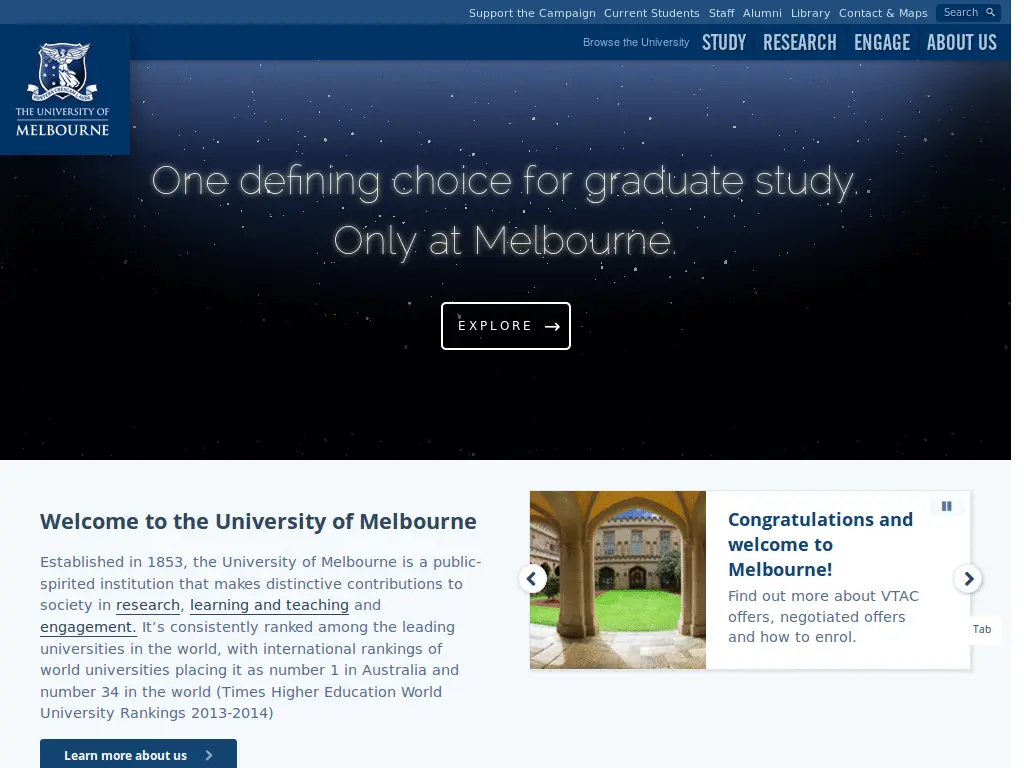 Support the Campaign Current Students Staff Alumni Library Contact & Maps Search
Browse the University STUDY RESEARCH ENGAGE ABOUT US
THE UNIVERSITY OF
MELBOURNE
One defining choice for graduate study.
Only at Melbourne.
EXPLORE
Welcome to the University of Melbourne
Established in 1853, the University of Melbourne is a public-
spirited institution that makes distinctive contributions to
society in research, learning and teaching and
engagement. It’s consistently ranked among the leading
universities in the world, with international rankings of
world universities placing it as number 1 in Australia and
number 34 in the world (Times Higher Education World
University Rankings 2013-2014)
Learn more about us
Congratulations and
welcome to
Melbourne!
Find out more about VTAC
offers, negotiated offers
and how to enrol.
Tab